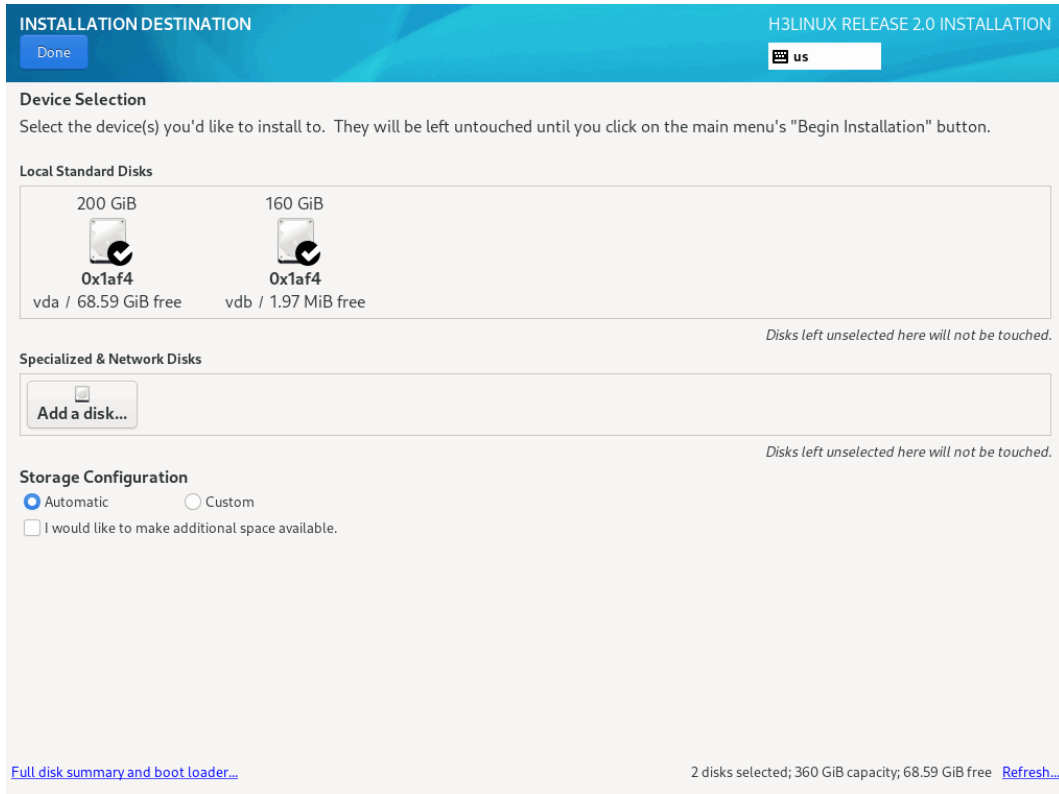 INSTALLATION DESTINATION
H3LINUX RELEASE 2.0 INSTALLATION
Done
us
Device Selection
Select the device(s) you'd like to install to. They will be left untouched until you click on the main menu's "Begin Installation" button.
Local Standard Disks
200 GiB
160 GiB
0x1af4
0x1af4
vda / 68.59 GiB free
vdb / 1.97 MiB free
Disks left unselected here will not be touched.
Specialized & Network Disks
Add a disk...
Disks left unselected here will not be touched.
Storage Configuration
Automatic
Custom
I would like to make additional space available.
Full disk summary and boot loader...
2 disks selected; 360 GiB capacity; 68.59 GiB free Refresh...